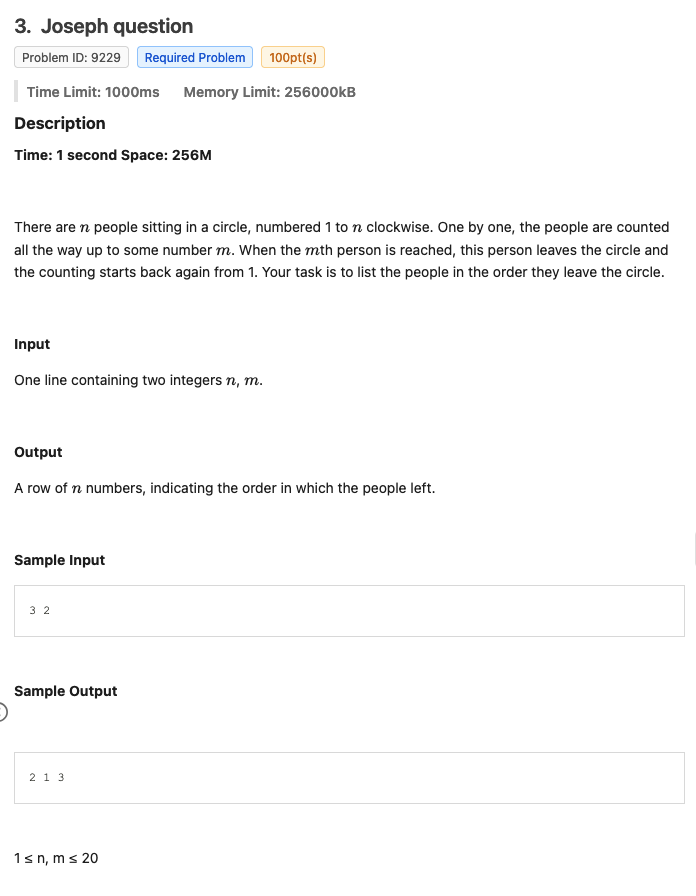 3. Joseph question
Problem ID: 9229 Required Problem 100pt(s)
Time Limit: 1000ms Memory Limit: 256000kB
Description
Time: 1 second Space: 256M
There are n people sitting in a circle, numbered 1 to n clockwise. One by one, the people are counted
all the way up to some number m. When the mth person is reached, this person leaves the circle and
the counting starts back again from 1. Your task is to list the people in the order they leave the circle.
Input
One line containing two integers n, m.
Output
A row of n numbers, indicating the order in which the people left.
Sample Input
3 2
Sample Output
2 1 3
1 ≤ n, m ≤ 20